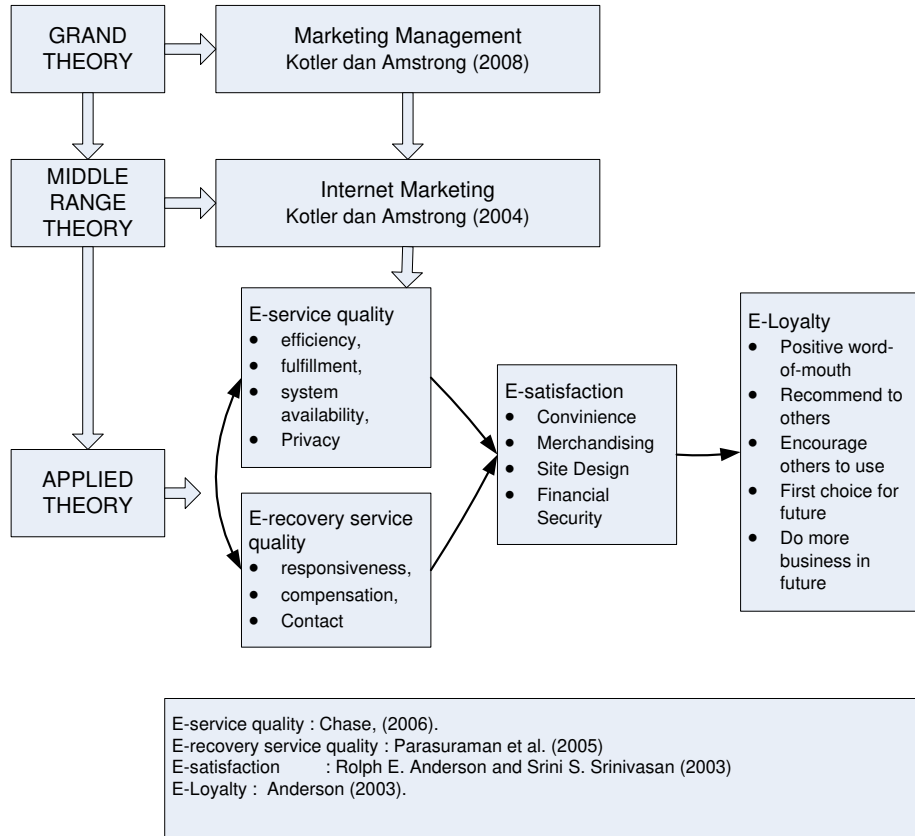 GRAND
THEORY
Marketing Management
Kotler dan Amstrong (2008)
MIDDLE
RANGE
THEORY
Internet Marketing
Kotler dan Amstrong (2004)
APPLIED
THEORY
E-service quality
● efficiency,
● fulfillment,
● system
availability,
● Privacy
E-recovery service
quality
● responsiveness,
● compensation,
● Contact
E-satisfaction
● Convinience
● Merchandising
● Site Design
● Financial
Security
E-Loyalty
● Positive word-
of-mouth
● Recommend to
others
● Encourage
others to use
● First choice for
future
● Do more
business in
future
E-service quality : Chase, (2006).
E-recovery service quality : Parasuraman et al. (2005)
E-satisfaction : Rolph E. Anderson and Srini S. Srinivasan (2003)
E-Loyalty : Anderson (2003).